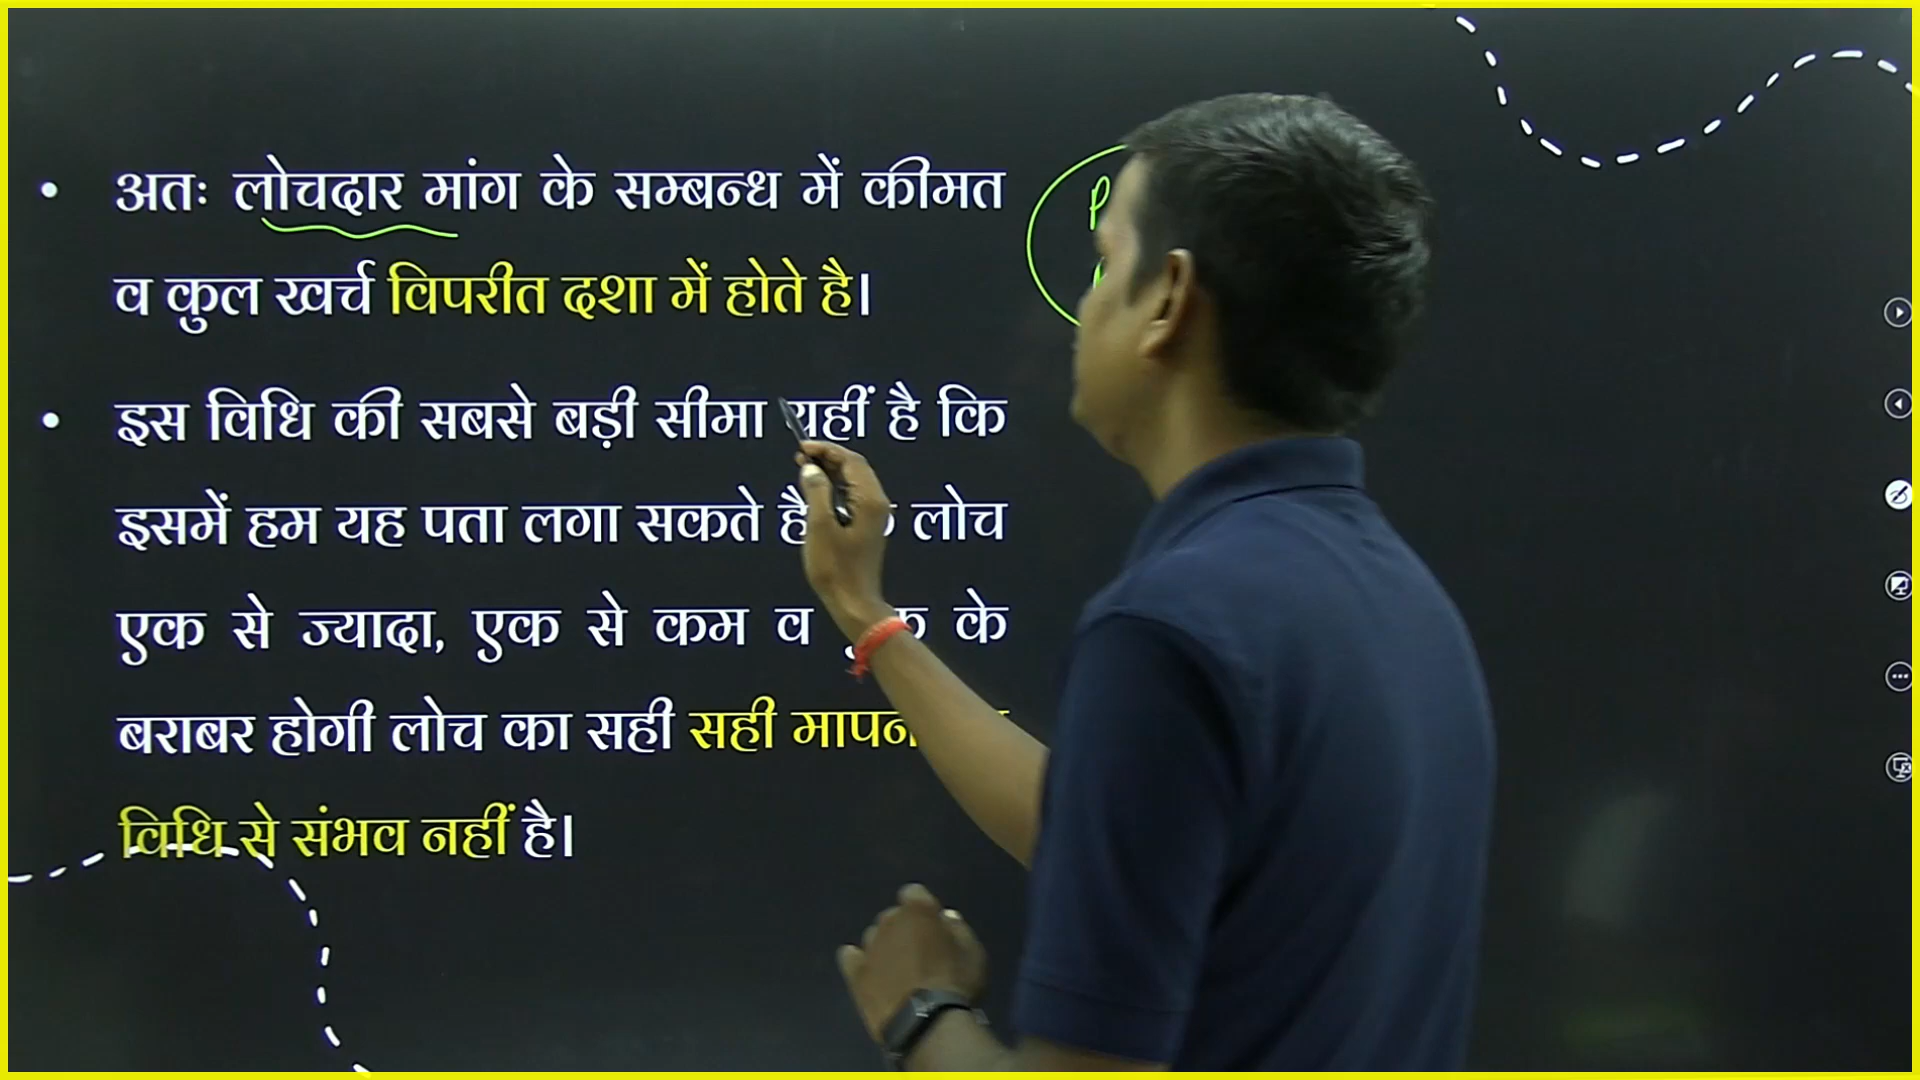 • अतः लोचदार मांग के सम्बन्ध में कीमत
व कुल खर्च विपरीत दशा में होते है।
P
• इस विधि की सबसे बड़ी सीमा यहीं है कि
इसमें हम यह पता लगा सकते है लोच
एक से ज्यादा, एक से कम व के
बराबर होगी लोच का सही सही मापन
विधि से संभव नहीं है।